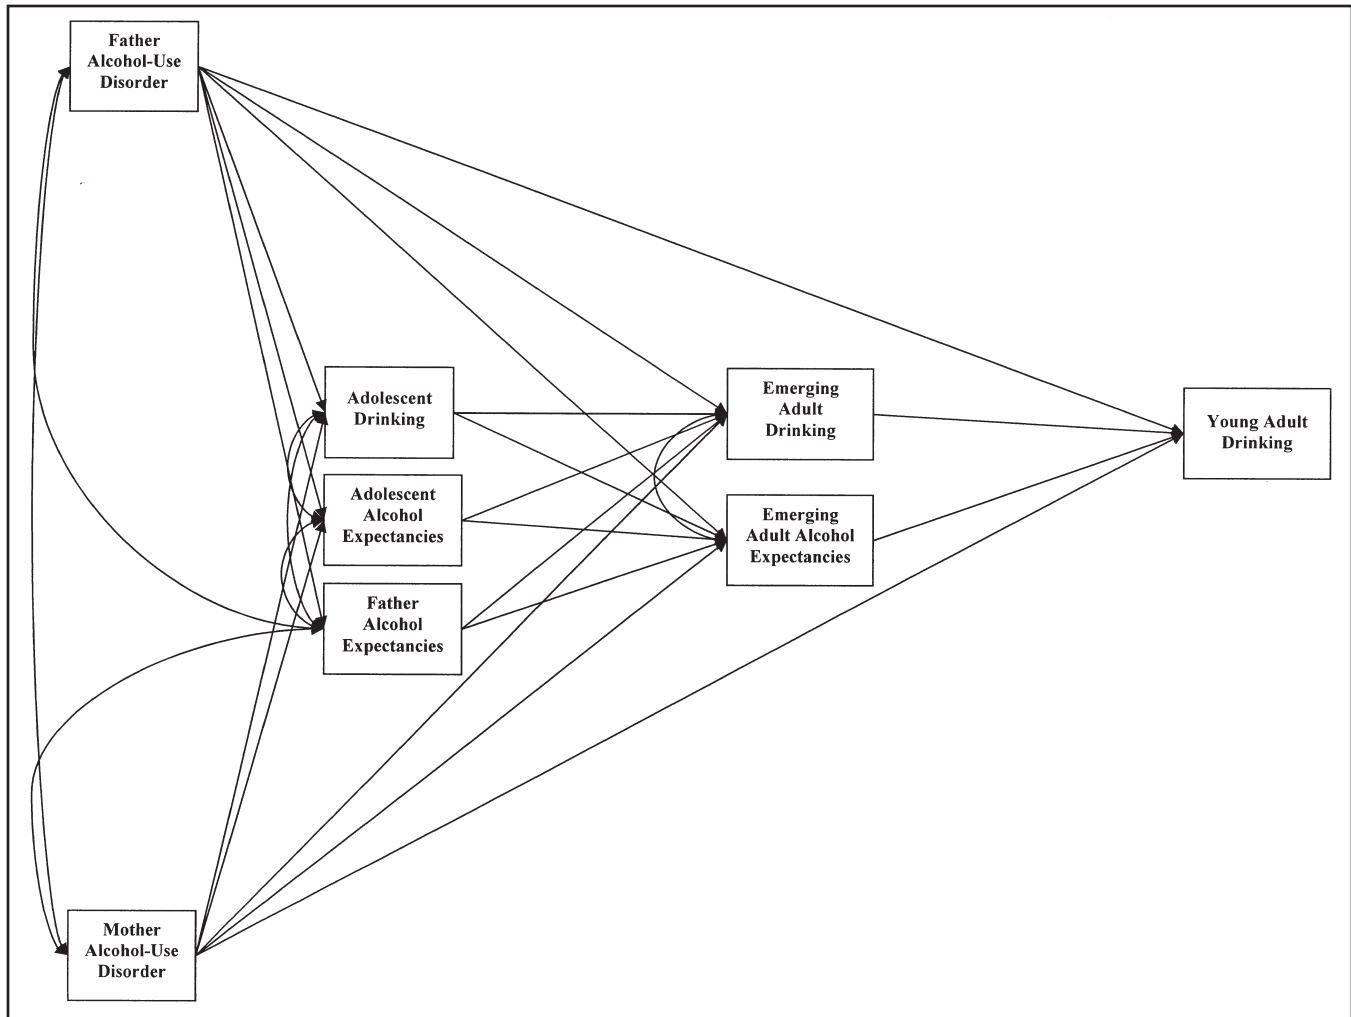 Father
Alcohol-Use
Disorder
Adolescent
Drinking
Adolescent
Alcohol
Expectancies
Father
Alcohol
Expectancies
Emerging
Adult
Drinking
Emerging
Adult Alcohol
Expectancies
Young Adult
Drinking
Mother
Alcohol-Use
Disorder